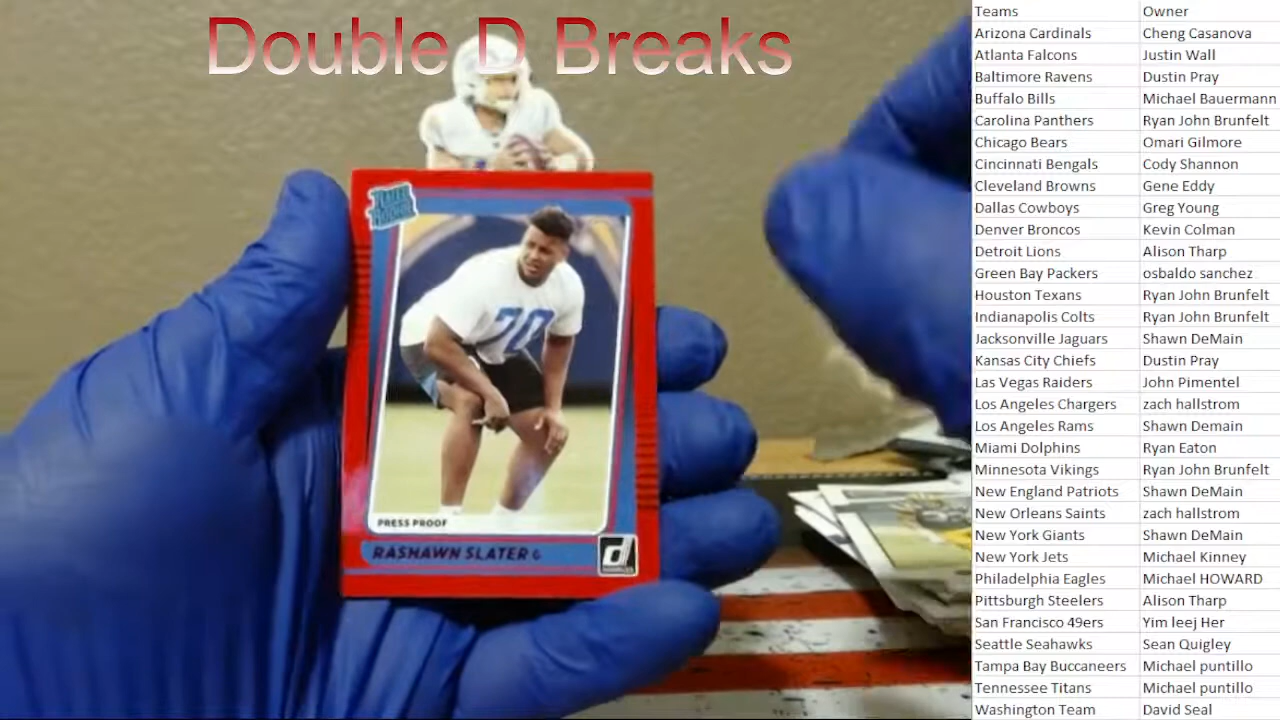 Double D Breaks
RATED ROOKIE
70
PRESS PROOF
RASHAWN SLATER G
d
DONRUSS
Teams Owner
Arizona Cardinals Cheng Casanova
Atlanta Falcons Justin Wall
Baltimore Ravens Dustin Pray
Buffalo Bills Michael Bauermann
Carolina Panthers Ryan John Brunfelt
Chicago Bears Omari Gilmore
Cincinnati Bengals Cody Shannon
Cleveland Browns Gene Eddy
Dallas Cowboys Greg Young
Denver Broncos Kevin Colman
Detroit Lions Alison Tharp
Green Bay Packers osbaldo sanchez
Houston Texans Ryan John Brunfelt
Indianapolis Colts Ryan John Brunfelt
Jacksonville Jaguars Shawn DeMain
Kansas City Chiefs Dustin Pray
Las Vegas Raiders John Pimentel
Los Angeles Chargers zach hallstrom
Los Angeles Rams Shawn Demain
Miami Dolphins Ryan Eaton
Minnesota Vikings Ryan John Brunfelt
New England Patriots Shawn DeMain
New Orleans Saints zach hallstrom
New York Giants Shawn DeMain
New York Jets Michael Kinney
Philadelphia Eagles Michael HOWARD
Pittsburgh Steelers Alison Tharp
San Francisco 49ers Yim leej Her
Seattle Seahawks Sean Quigley
Tampa Bay Buccaneers Michael puntillo
Tennessee Titans Michael puntillo
Washington Team David Seal